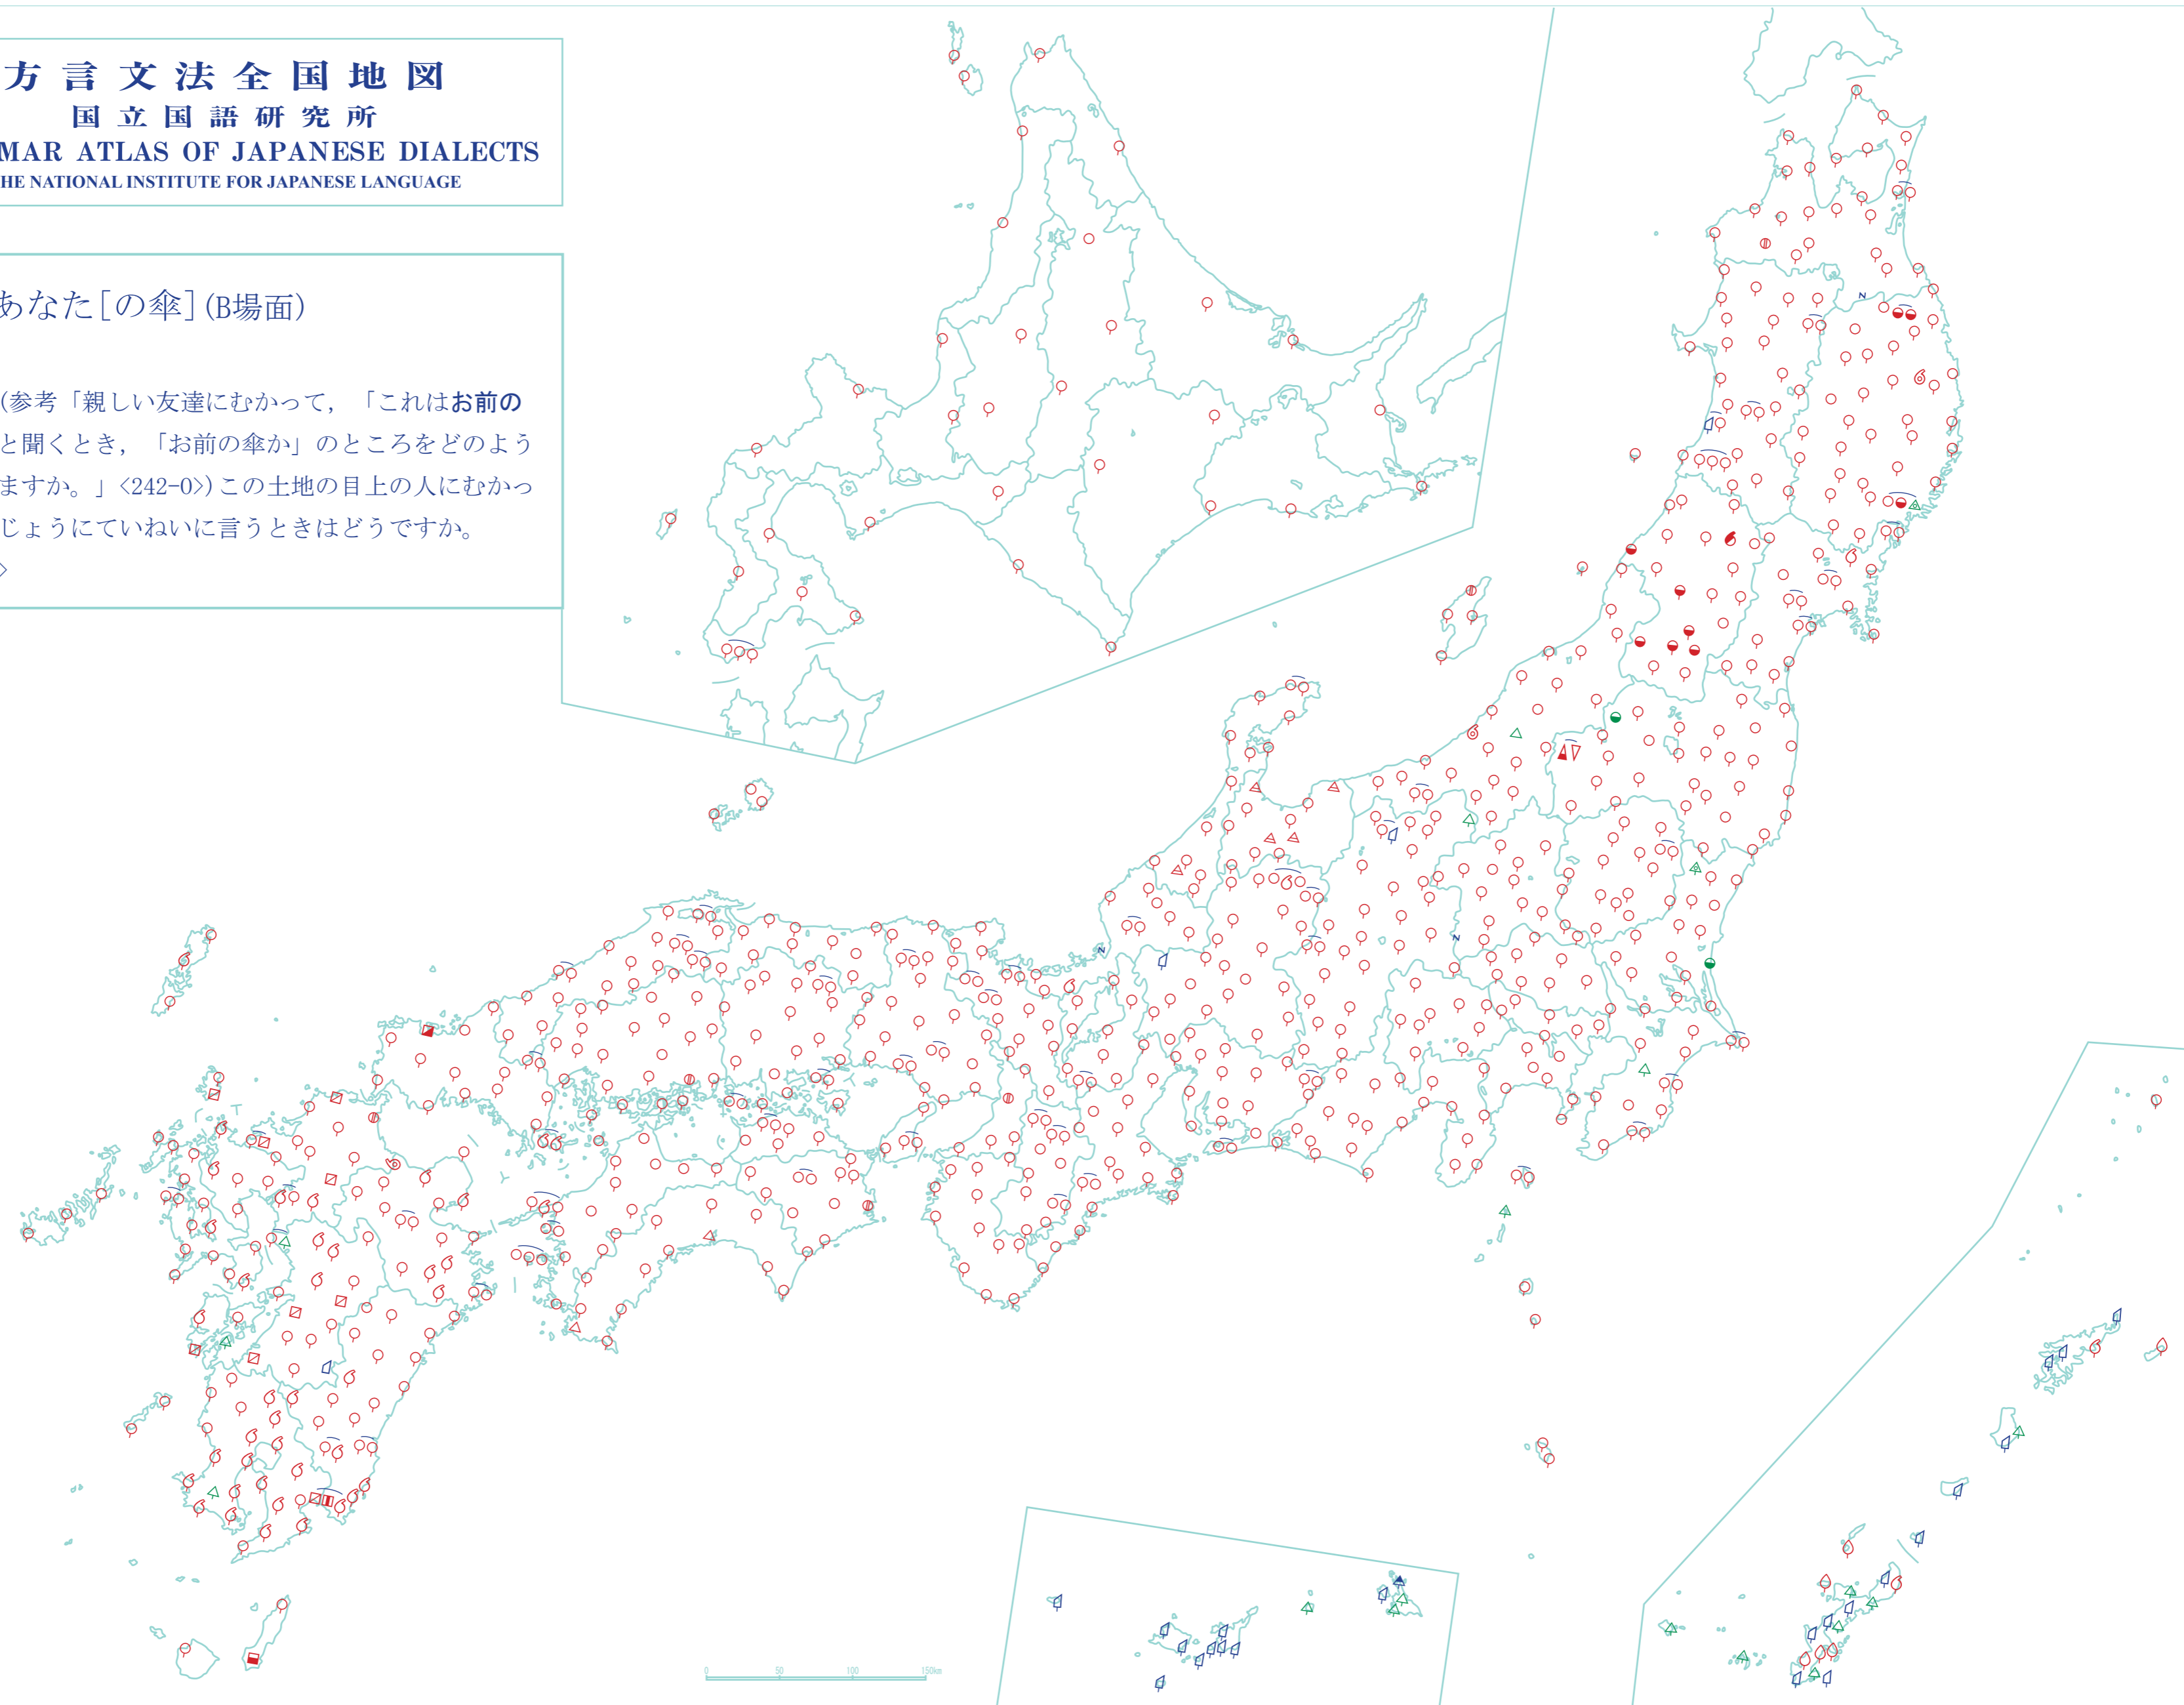 方言文法全国地図
国立国語研究所
MAR ATLAS OF JAPANESE DIALECTS
HE NATIONAL INSTITUTE FOR JAPANESE LANGUAGE
あなた[の傘](B場面)
(参考「親しい友達にむかって，「これはお前の
と聞くとき，「お前の傘か」のところをどのよう
ますか。」<242-0>)この土地の目上の人にむかっ
じょうにていねいに言うときはどうですか。
>
N
N
N
0 50 100 150km